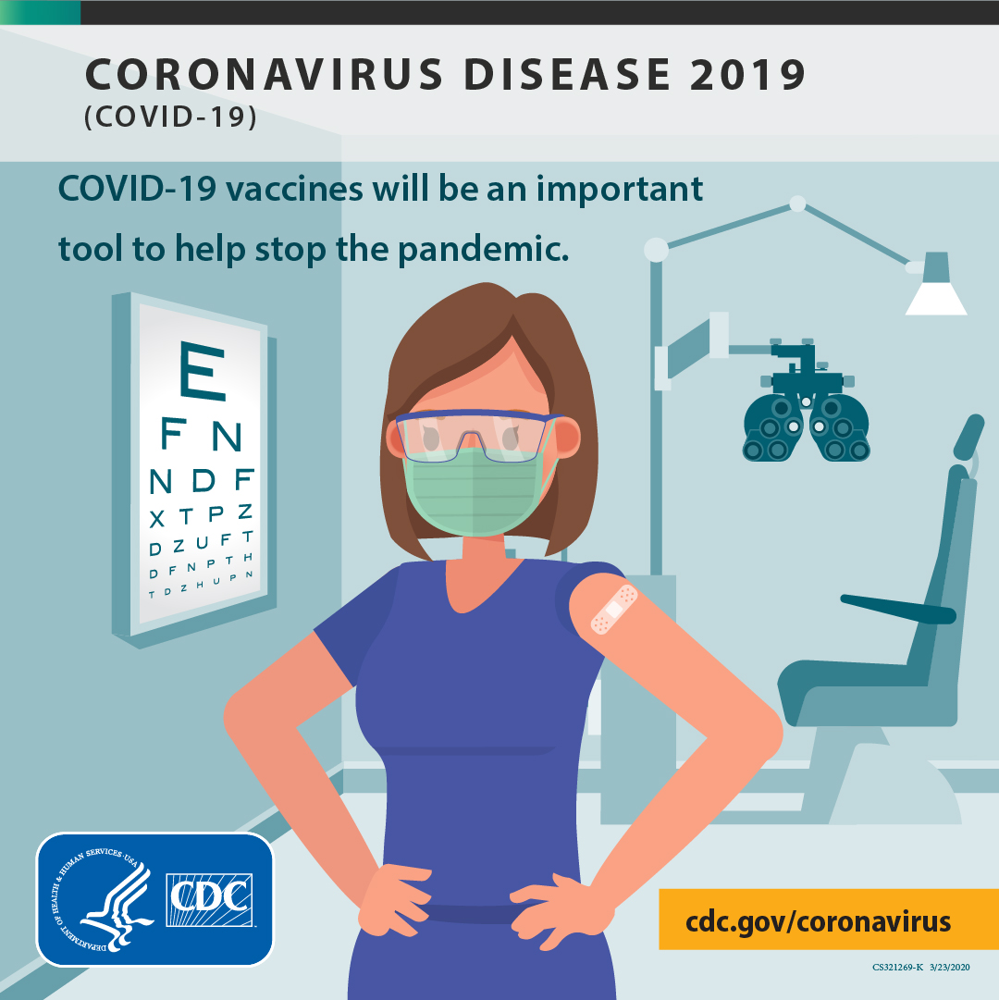 CORONAVIRUS DISEASE 2019
(COVID-19)
COVID-19 vaccines will be an important
tool to help stop the pandemic.
E
F N
N D F
X T P Z
D Z U F T
D F N P T H
T D Z H U P N
DEPARTMENT OF HEALTH & HUMAN SERVICES·USA
CDC
cdc.gov/coronavirus
CS321269-K 3/23/2020